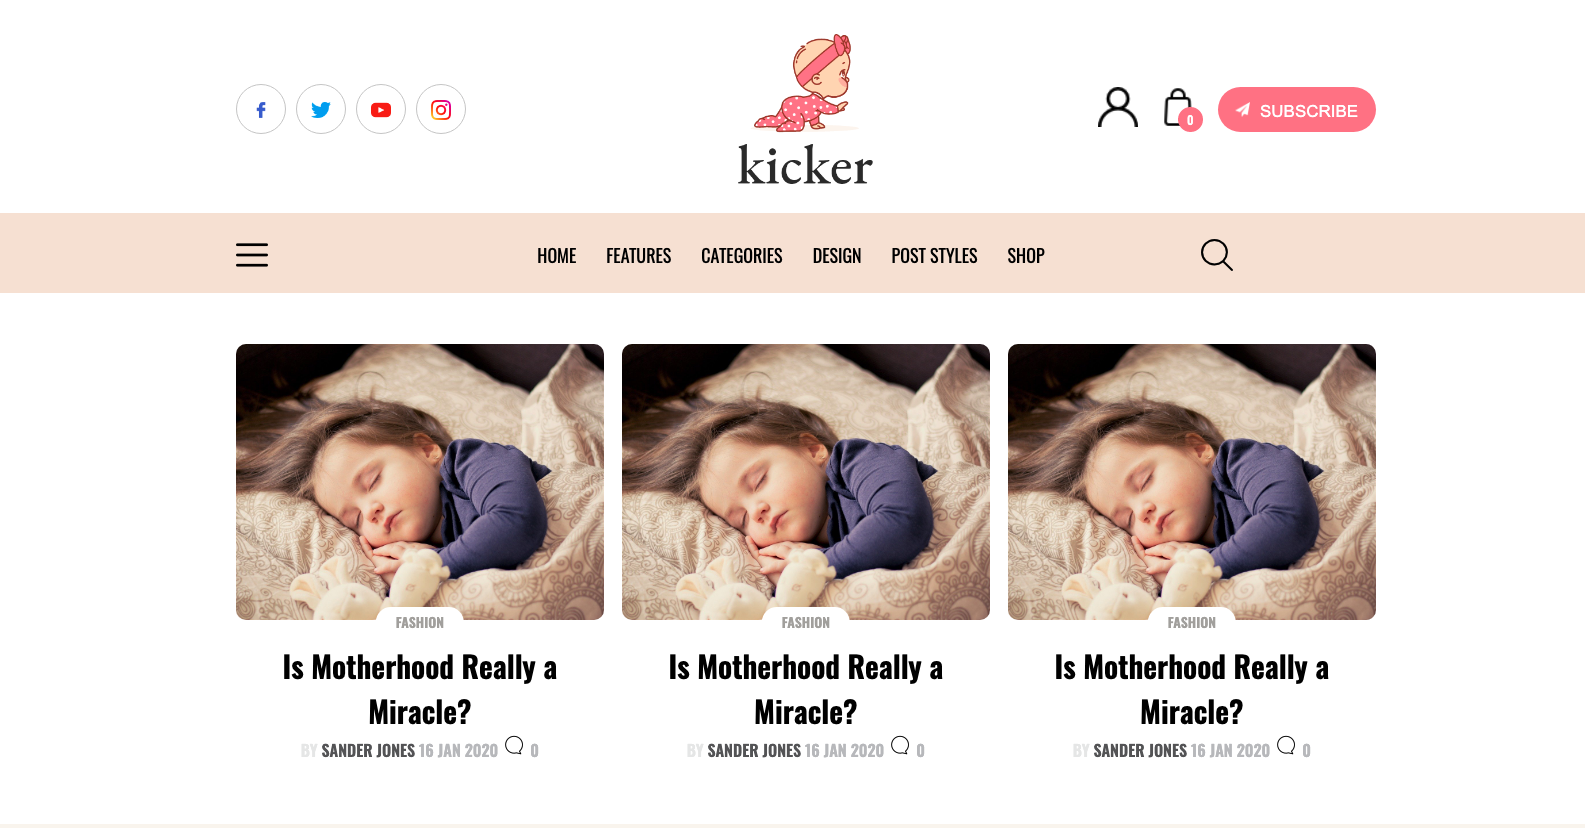 kicker
0
SUBSCRIBE
HOME FEATURES CATEGORIES DESIGN POST STYLES SHOP
FASHION
Is Motherhood Really a
Miracle?
BY SANDER JONES 16 JAN 2020 0
FASHION
Is Motherhood Really a
Miracle?
BY SANDER JONES 16 JAN 2020 0
FASHION
Is Motherhood Really a
Miracle?
BY SANDER JONES 16 JAN 2020 0